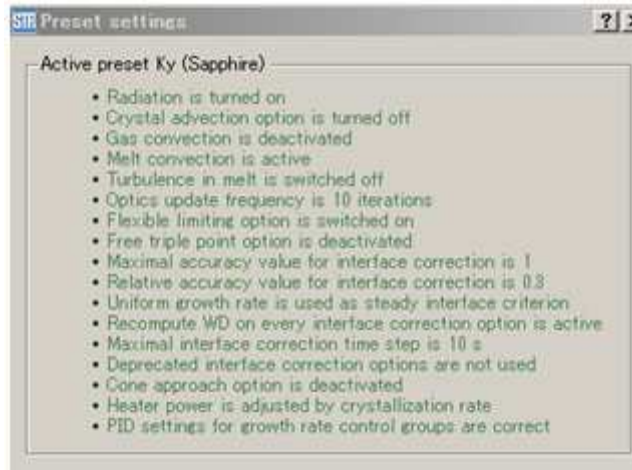 STR Preset settings
Active preset Ky (Sapphire)
• Radiation is turned on
• Crystal advection option is turned off
• Gas convection is deactivated
• Melt convection is active
• Turbulence in melt is switched off
• Optics update frequency is 10 iterations
• Flexible limiting option is switched on
• Free triple point option is deactivated
• Maximal accuracy value for interface correction is 1
• Relative accuracy value for interface correction is 0.3
• Uniform growth rate is used as steady interface criterion
• Recompute WD on every interface correction option is active
• Maximal interface correction time step is 10 s
• Deprecated interface correction options are not used
• Cone approach option is deactivated
• Heater power is adjusted by crystallization rate
• PID settings for growth rate control groups are correct